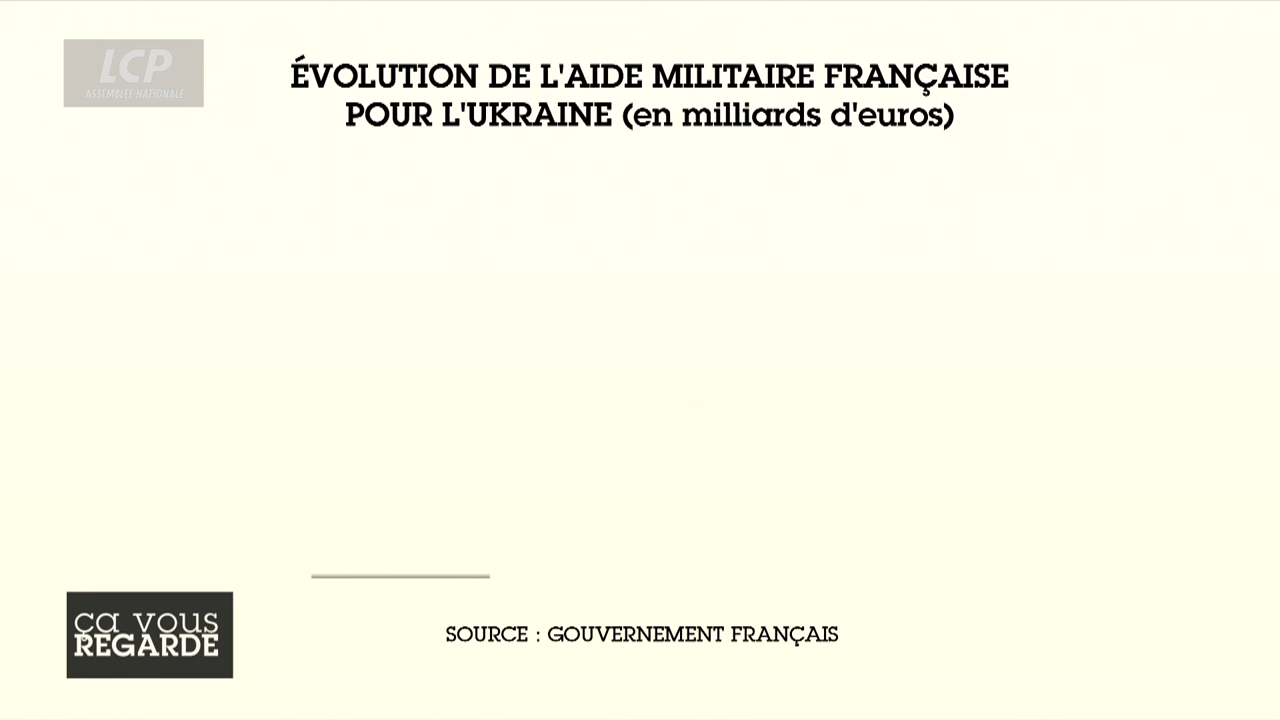 LCP
ASSEMBLÉE NATIONALE
ÉVOLUTION DE L'AIDE MILITAIRE FRANÇAISE
POUR L'UKRAINE (en milliards d'euros)
ça vous
REGARDE
SOURCE : GOUVERNEMENT FRANÇAIS